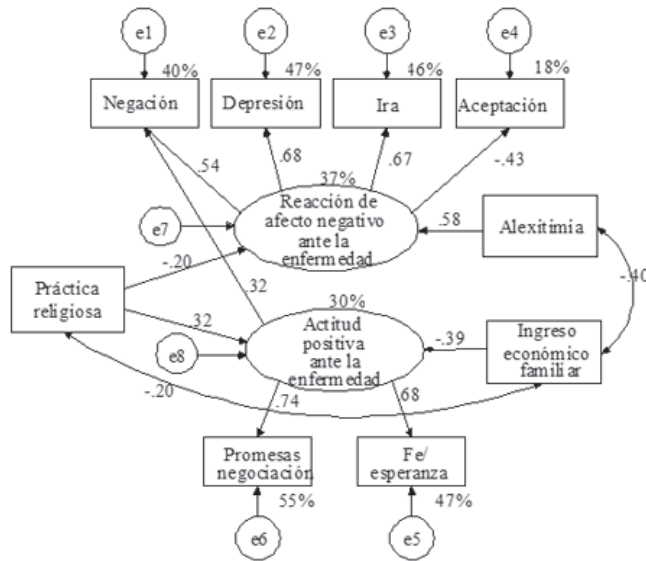 e1
e2
e3
e4
40%
47%
46%
18%
Negación
Depresión
Ira
Aceptación
.54
.68
.67
-.43
37%
Reacción de
afecto negativo
ante la
enfermedad
e7
.58
Alexitimia
-.20
.32
-.40
Práctica
religiosa
.32
30%
Actitud
positiva
ante la
enfermedad
e8
-.39
Ingreso
económico
familiar
-.20
.74
.68
Promesas
negociación
Fe/
esperanza
55%
47%
e6
e5